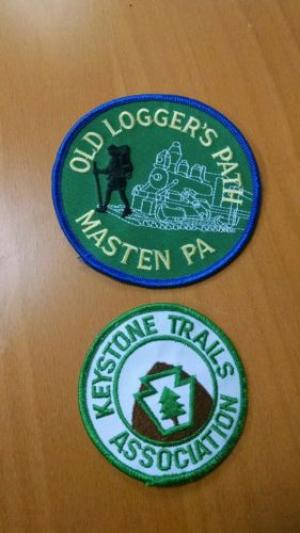 OLD LOGGER'S PATH
MASTEN PA
KEYSTONE TRAILS
ASSOCIATION